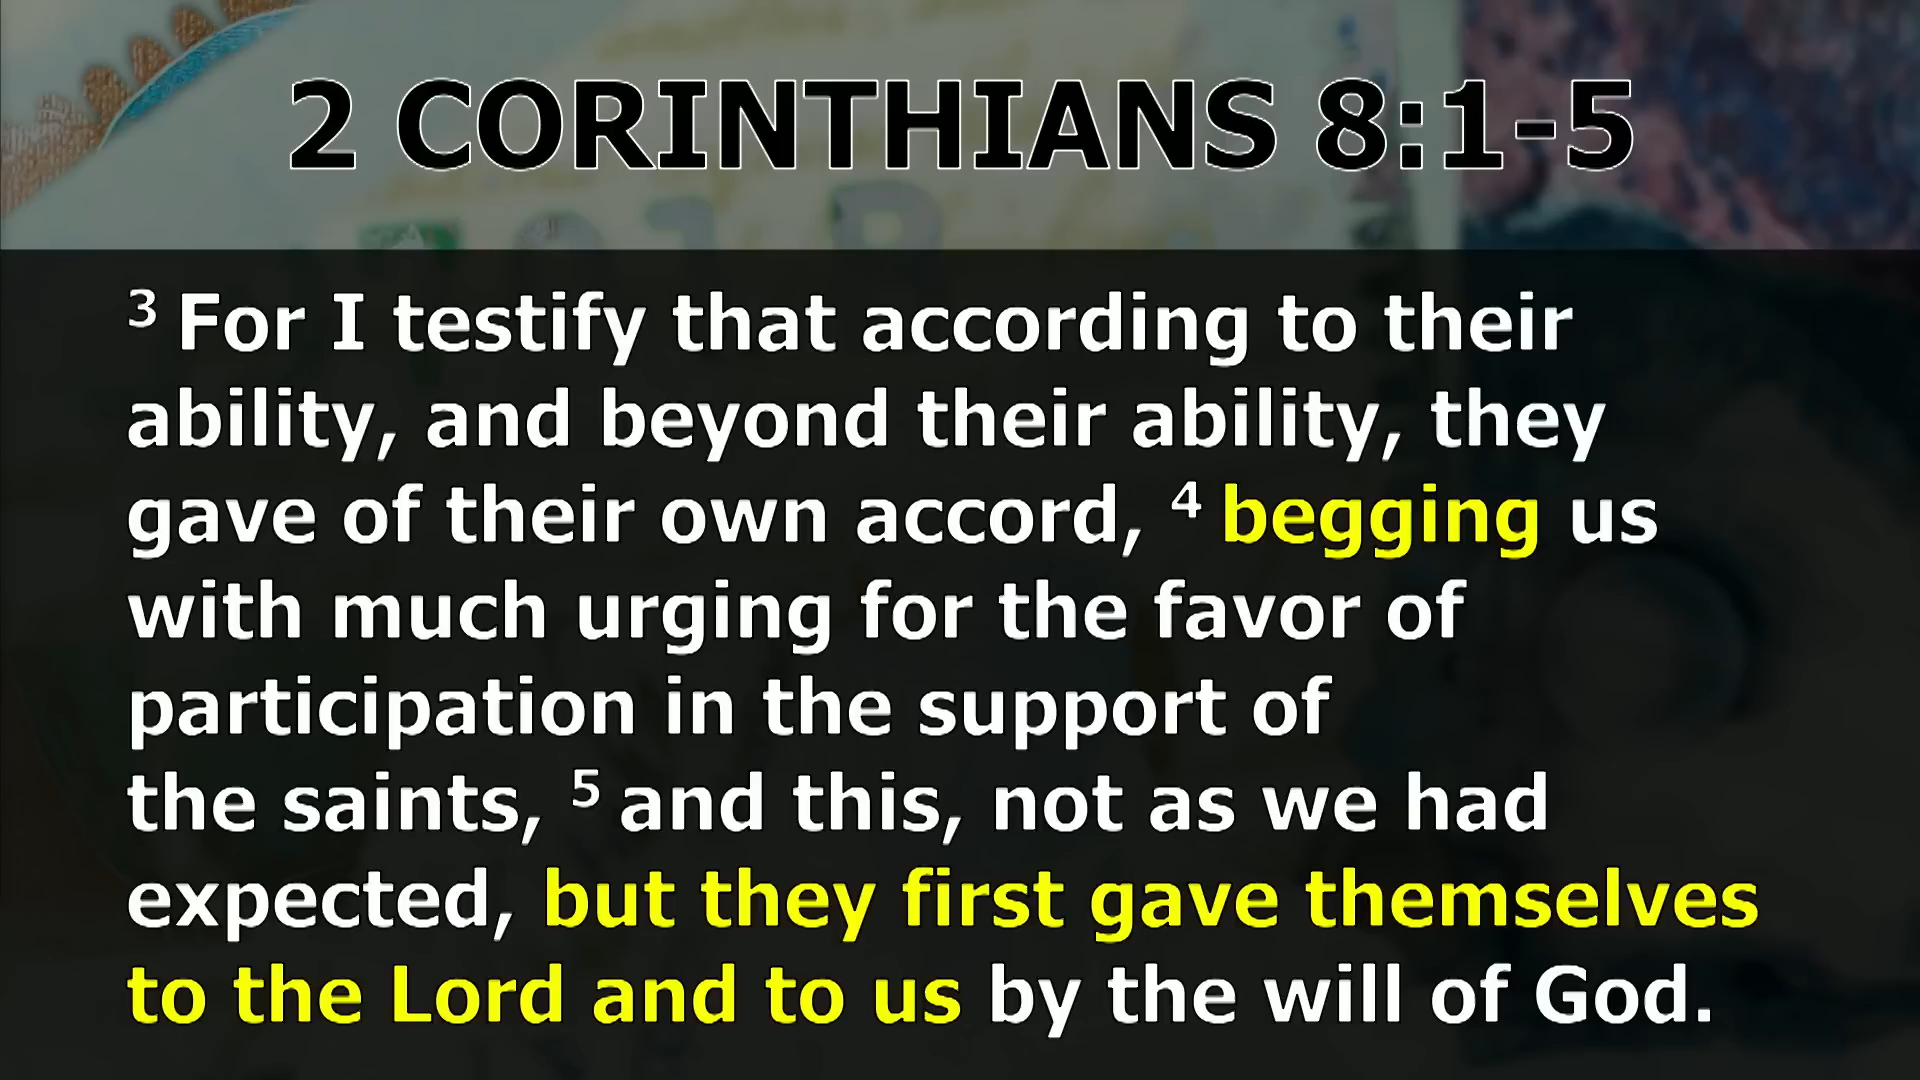 2 CORINTHIANS 8:1-5
3 For I testify that according to their
ability, and beyond their ability, they
gave of their own accord, 4 begging us
with much urging for the favor of
participation in the support of
the saints, 5 and this, not as we had
expected, but they first gave themselves
to the Lord and to us by the will of God.